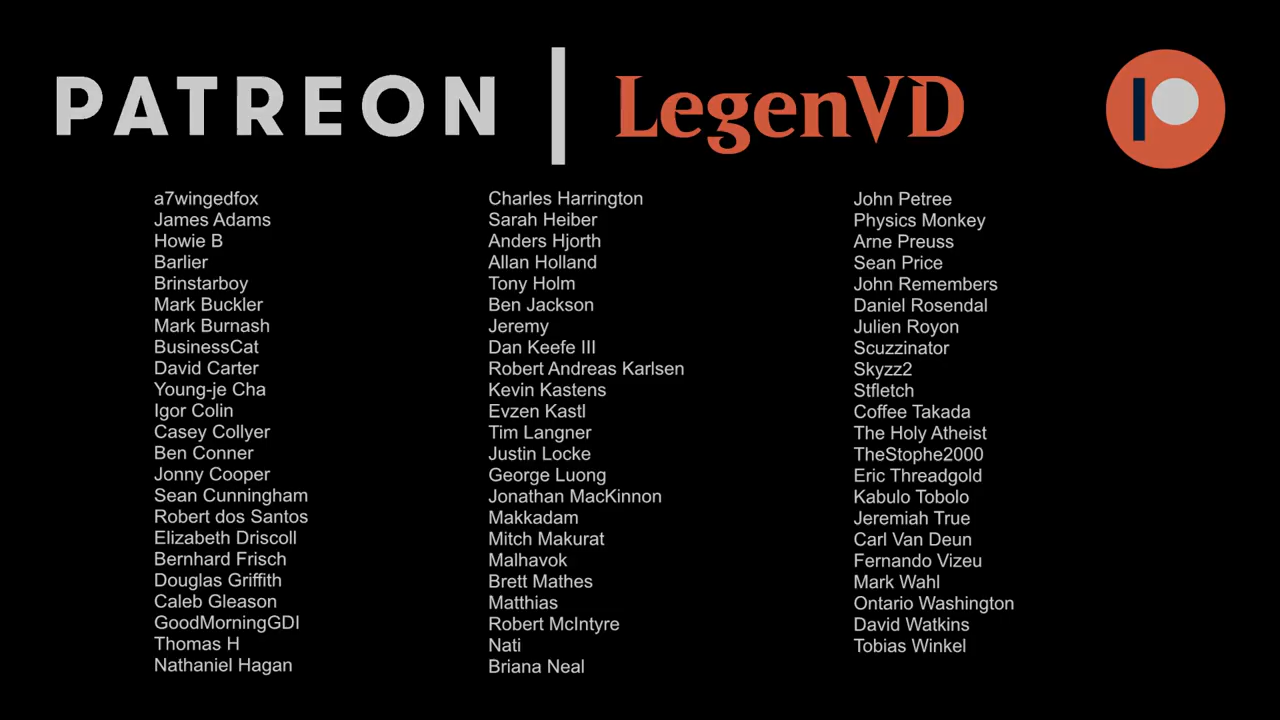 PATREON | LegenVD
a7wingedfox
James Adams
Howie B
Barlier
Brinstarboy
Mark Buckler
Mark Burnash
BusinessCat
David Carter
Young-je Cha
Igor Colin
Casey Collyer
Ben Conner
Jonny Cooper
Sean Cunningham
Robert dos Santos
Elizabeth Driscoll
Bernhard Frisch
Douglas Griffith
Caleb Gleason
GoodMorningGDI
Thomas H
Nathaniel Hagan
Charles Harrington
Sarah Heiber
Anders Hjorth
Allan Holland
Tony Holm
Ben Jackson
Jeremy
Dan Keefe III
Robert Andreas Karlsen
Kevin Kastens
Evzen Kastl
Tim Langner
Justin Locke
George Luong
Jonathan MacKinnon
Makkadam
Mitch Makurat
Malhavok
Brett Mathes
Matthias
Robert McIntyre
Nati
Briana Neal
John Petree
Physics Monkey
Arne Preuss
Sean Price
John Remembers
Daniel Rosendal
Julien Royon
Scuzzinator
Skyzz2
Stfletch
Coffee Takada
The Holy Atheist
TheStophe2000
Eric Threadgold
Kabulo Tobolo
Jeremiah True
Carl Van Deun
Fernando Vizeu
Mark Wahl
Ontario Washington
David Watkins
Tobias Winkel